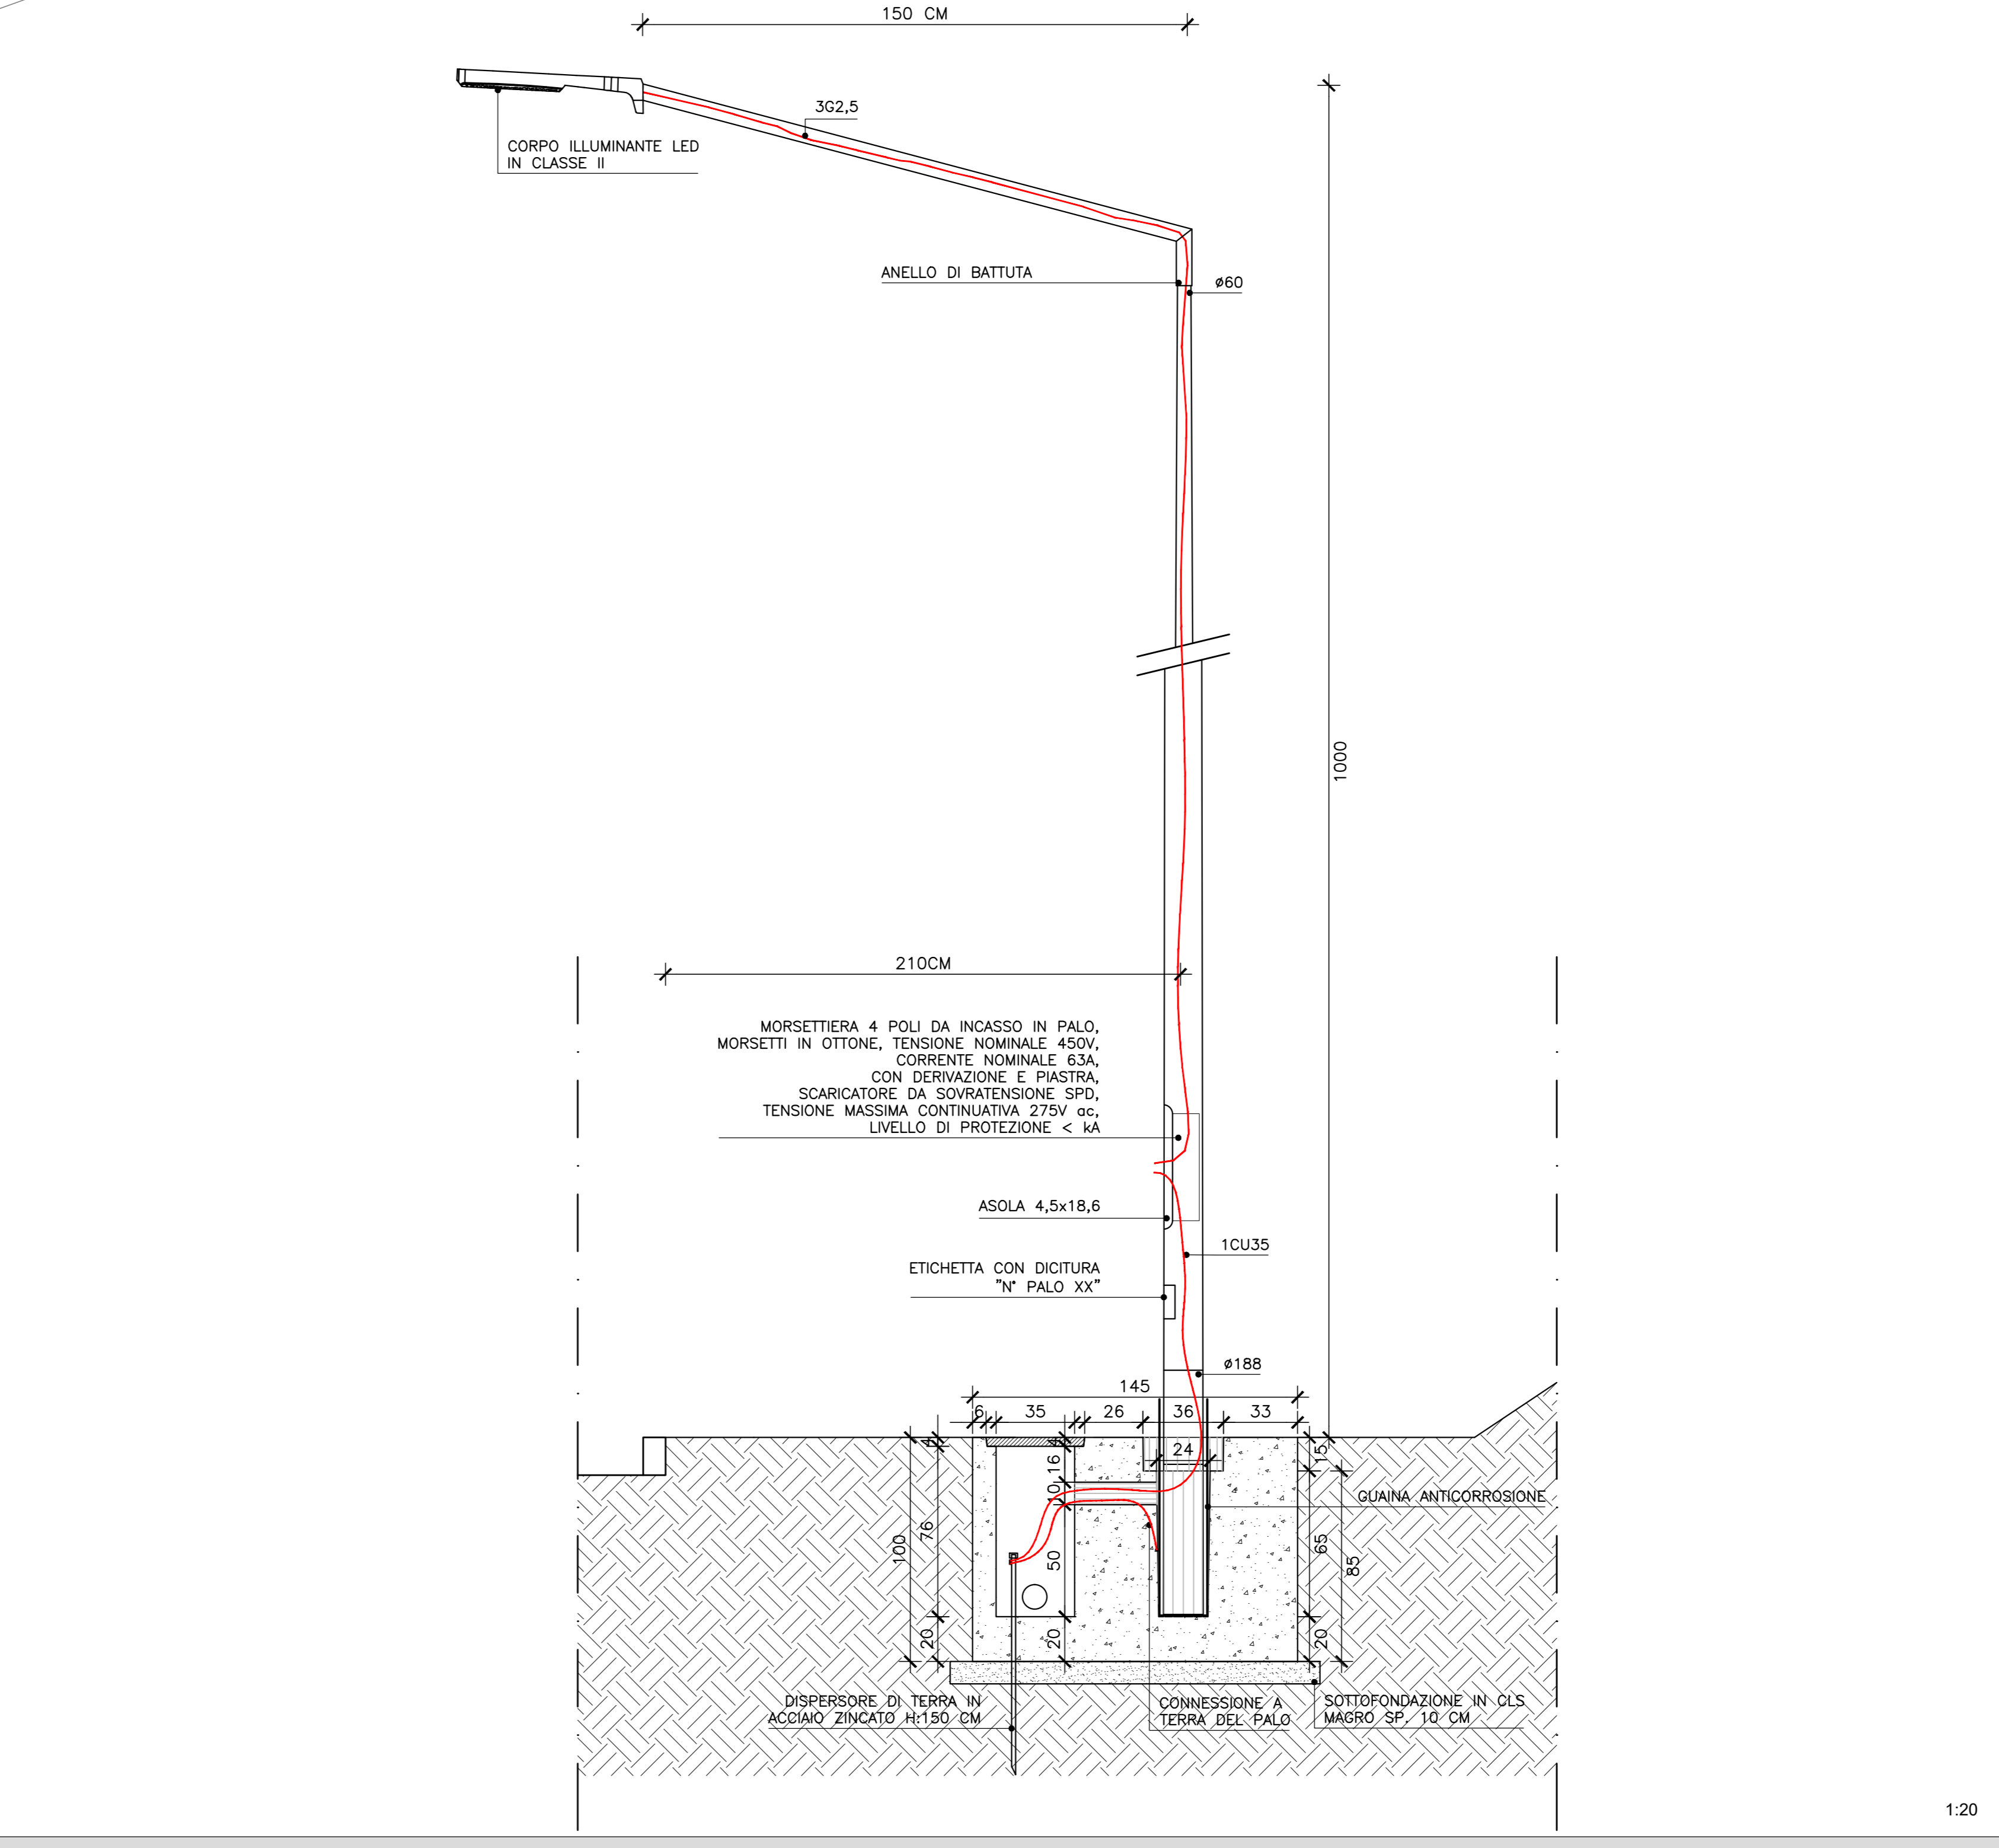 150 CM
3G2,5
CORPO ILLUMINANTE LED
IN CLASSE II
ANELLO DI BATTUTA
ø60
1000
210CM
MORSETTIERA 4 POLI DA INCASSO IN PALO,
MORSETTI IN OTTONE, TENSIONE NOMINALE 450V,
CORRENTE NOMINALE 63A,
CON DERIVAZIONE E PIASTRA,
SCARICATORE DA SOVRATENSIONE SPD,
TENSIONE MASSIMA CONTINUATIVA 275V ac,
LIVELLO DI PROTEZIONE < kA
ASOLA 4,5x18,6
1CU35
ETICHETTA CON DICITURA
"N° PALO XX"
ø188
145
6
35
26
36
33
4
4
24
15
16
10
GUAINA ANTICORROSIONE
76
100
50
65
85
20
20
20
DISPERSORE DI TERRA IN
ACCIAIO ZINCATO H:150 CM
CONNESSIONE A
TERRA DEL PALO
SOTTOFONDAZIONE IN CLS
MAGRO SP. 10 CM
1:20